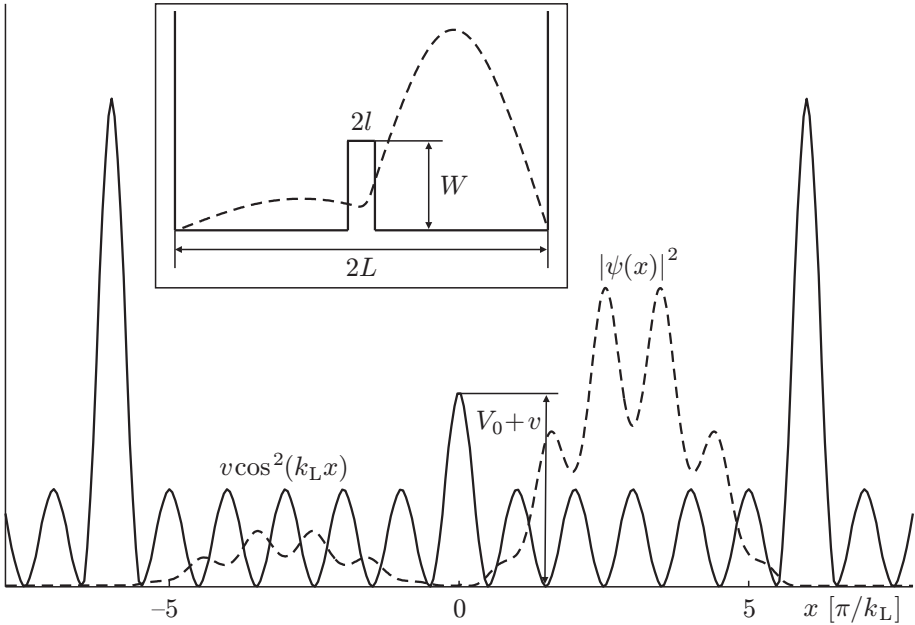 2l
W
2L
|ψ(x)|²
V₀+v
v cos²(k_L x)
–5
0
5
x [π/k_L]